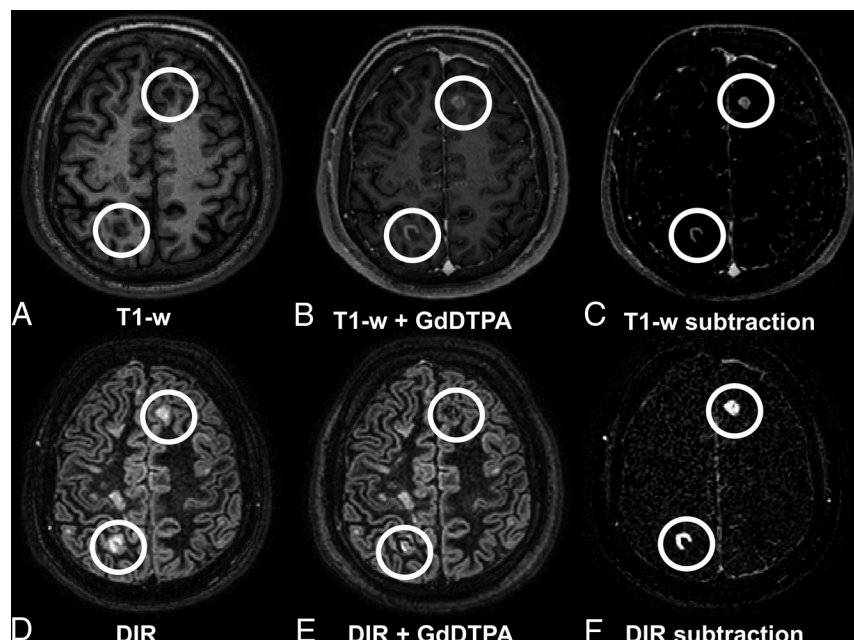 A T1-w
B T1-w + GdDTPA
C T1-w subtraction
D DIR
E DIR + GdDTPA
F DIR subtraction